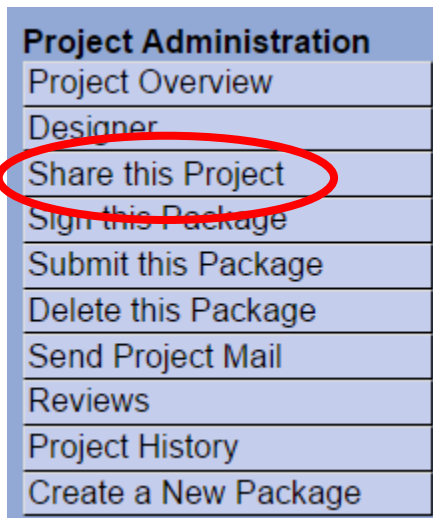 Project Administration
Project Overview
Designer
Share this Project
Sign this Package
Submit this Package
Delete this Package
Send Project Mail
Reviews
Project History
Create a New Package